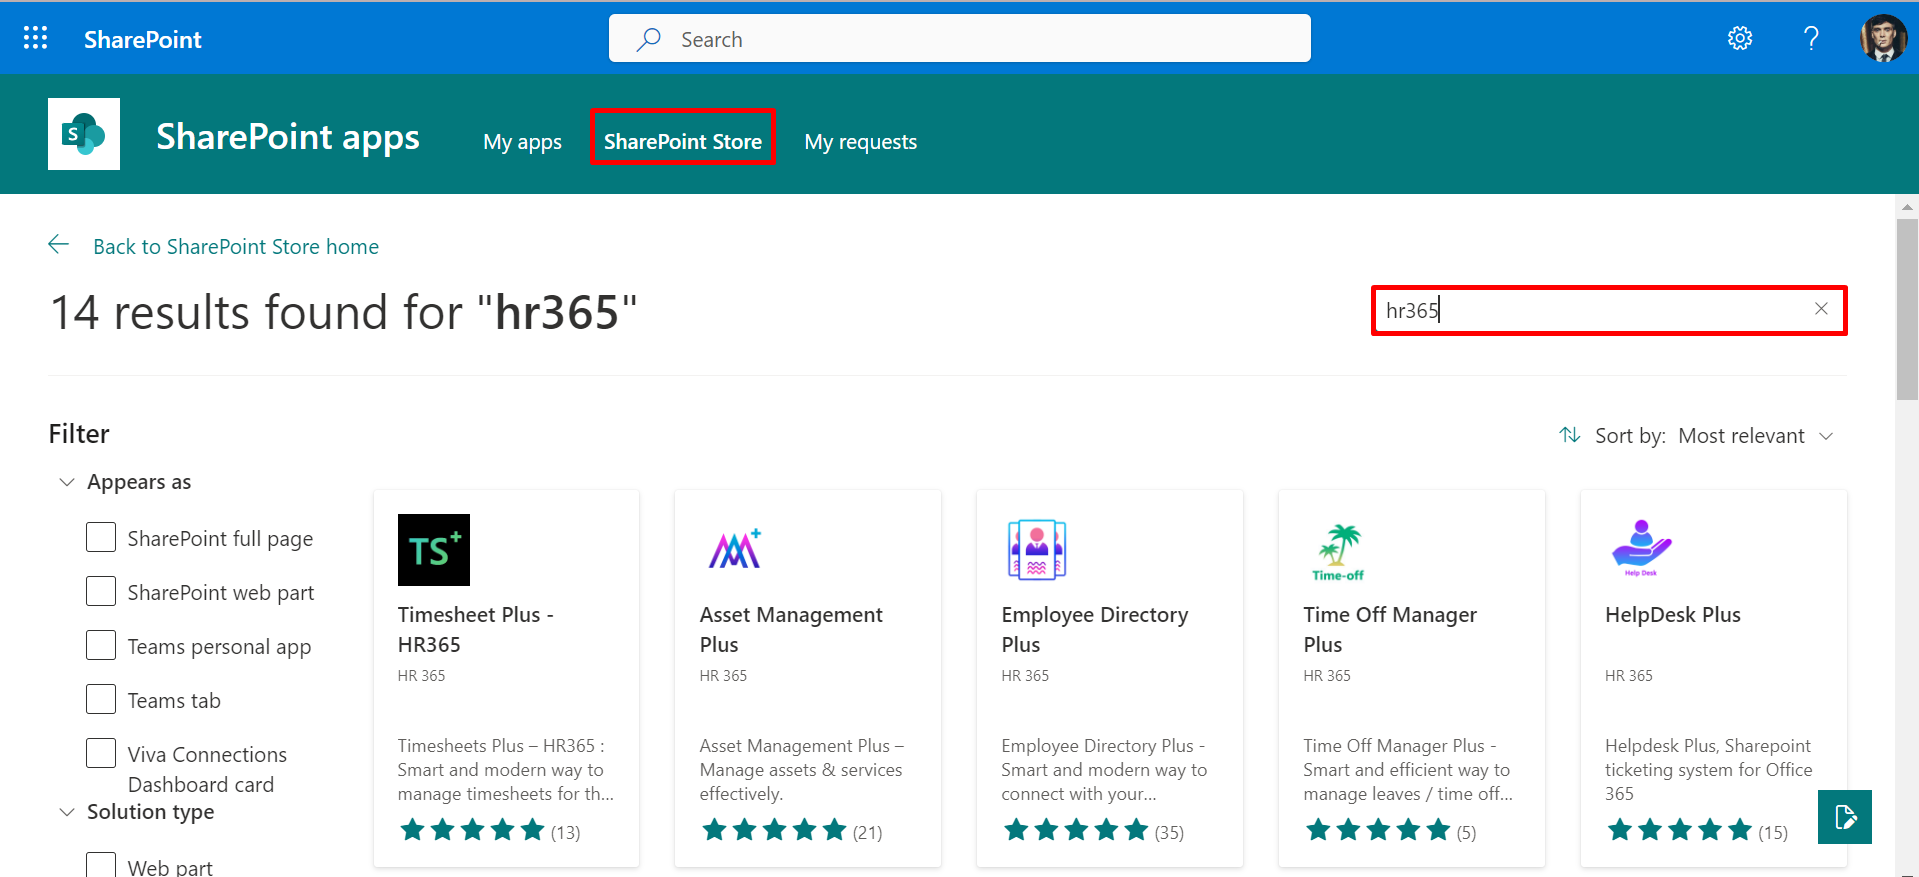 SharePoint
Search
S
SharePoint apps
My apps
SharePoint Store
My requests
Back to SharePoint Store home
14 results found for "hr365"
hr365
Filter
Sort by: Most relevant
Appears as
SharePoint full page
SharePoint web part
Teams personal app
Teams tab
Viva Connections
Dashboard card
Solution type
Web part
TS+
Timesheet Plus -
HR365
HR 365
Timesheets Plus – HR365 :
Smart and modern way to
manage timesheets for th...
(13)
Asset Management
Plus
HR 365
Asset Management Plus –
Manage assets & services
effectively.
(21)
Employee Directory
Plus
HR 365
Employee Directory Plus -
Smart and modern way to
connect with your...
(35)
Time-off
Time Off Manager
Plus
HR 365
Time Off Manager Plus -
Smart and efficient way to
manage leaves / time off...
(5)
Help Desk
HelpDesk Plus
HR 365
Helpdesk Plus, Sharepoint
ticketing system for Office
365
(15)